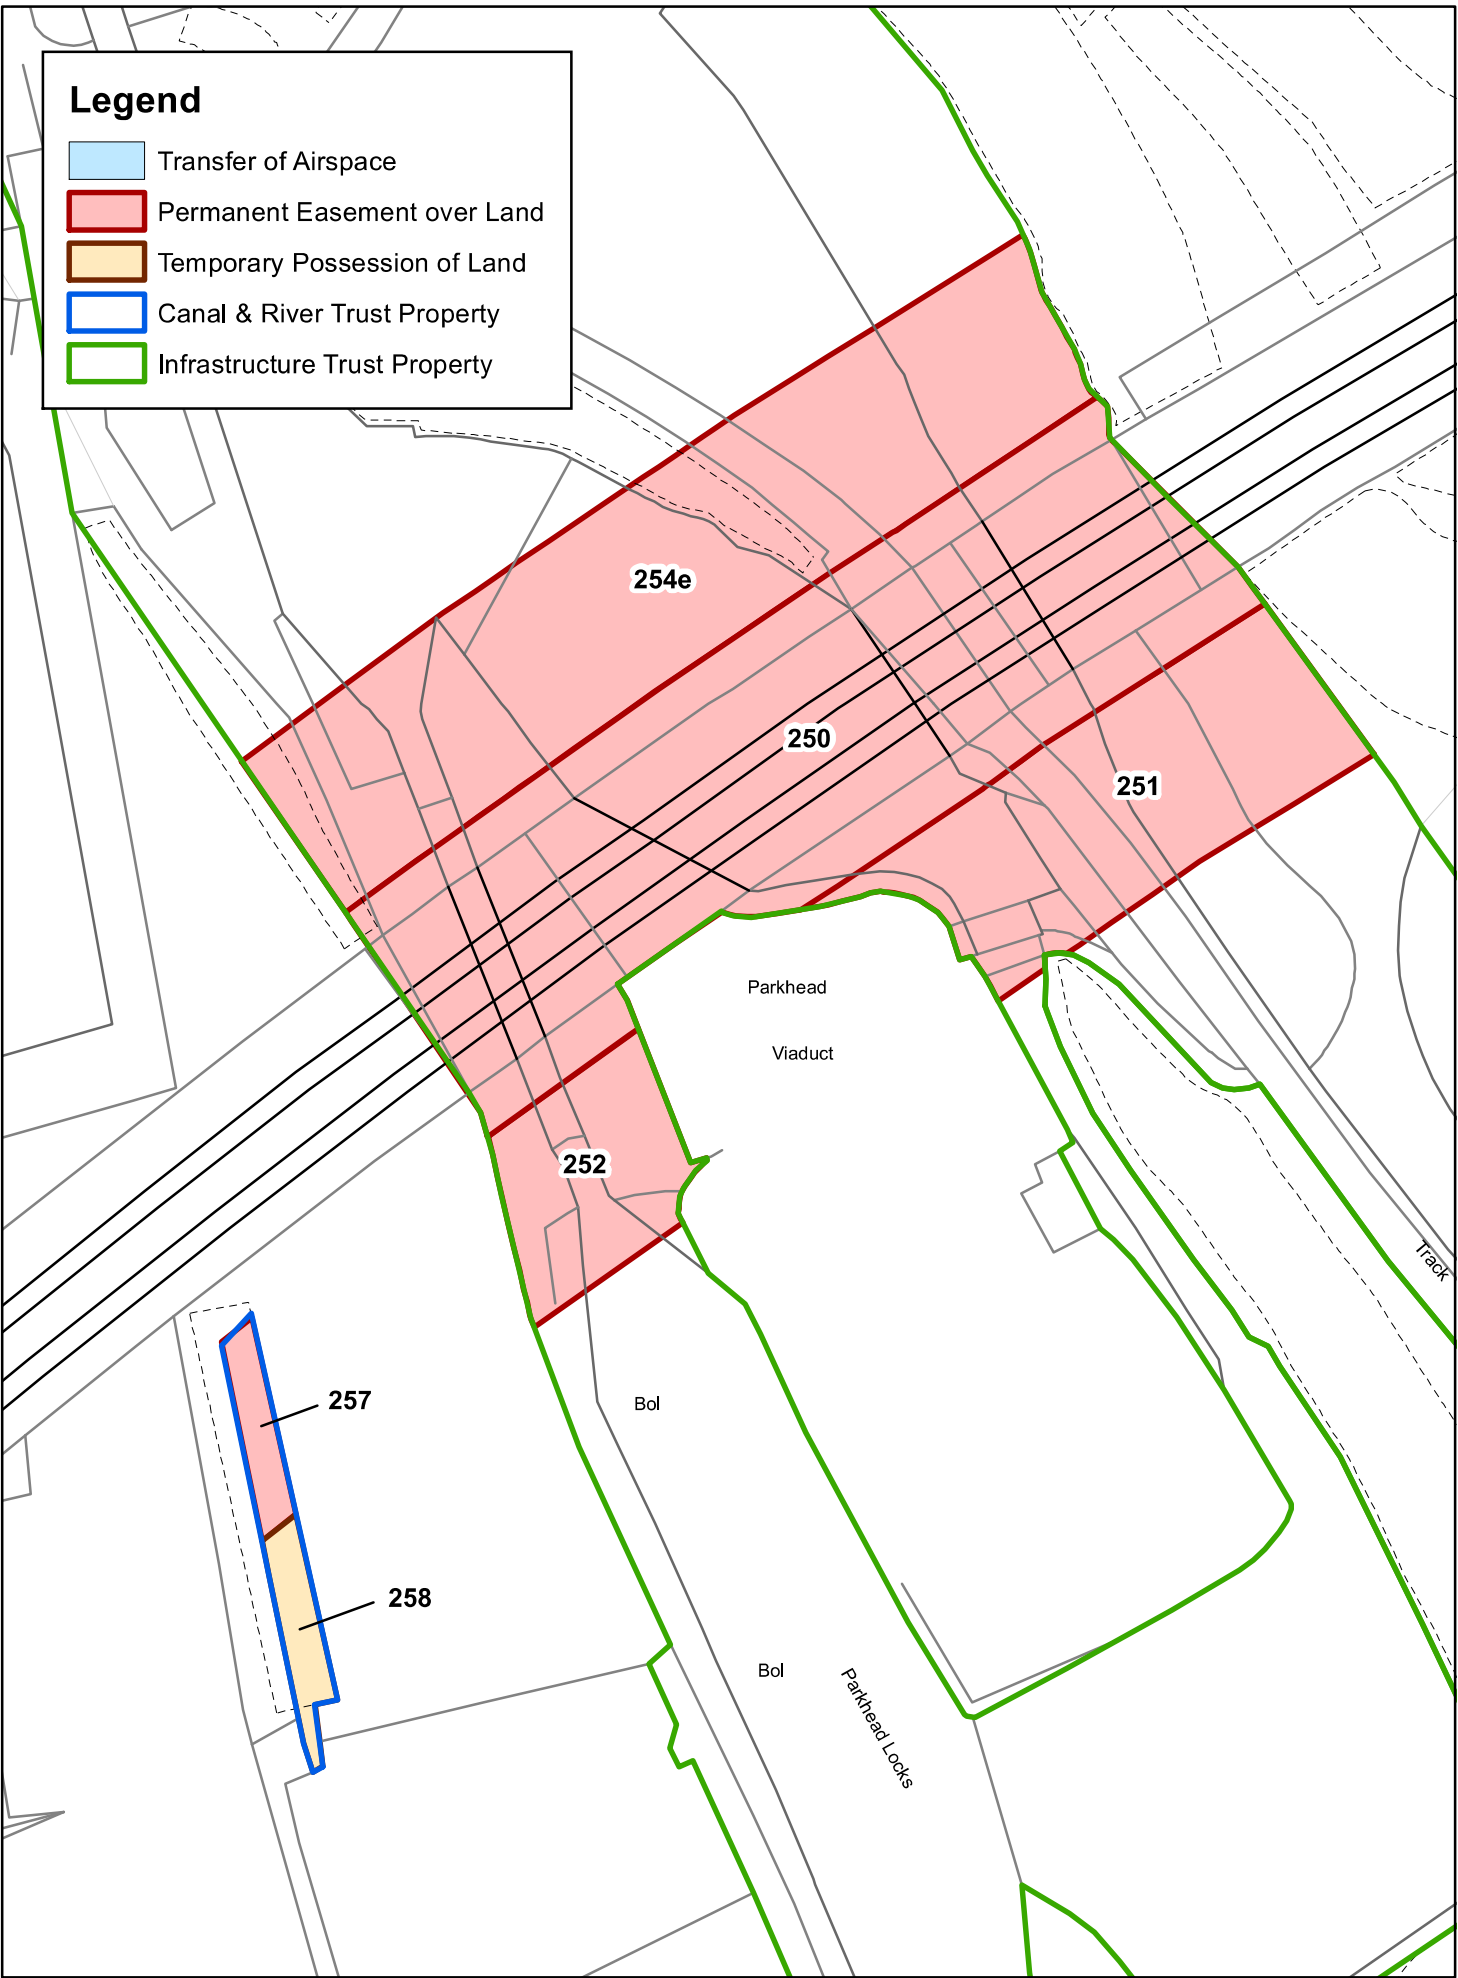 Legend
Transfer of Airspace
Permanent Easement over Land
Temporary Possession of Land
Canal & River Trust Property
Infrastructure Trust Property
254e
250
251
Parkhead
Viaduct
252
Track
257
Bol
258
Bol
Parkhead Locks